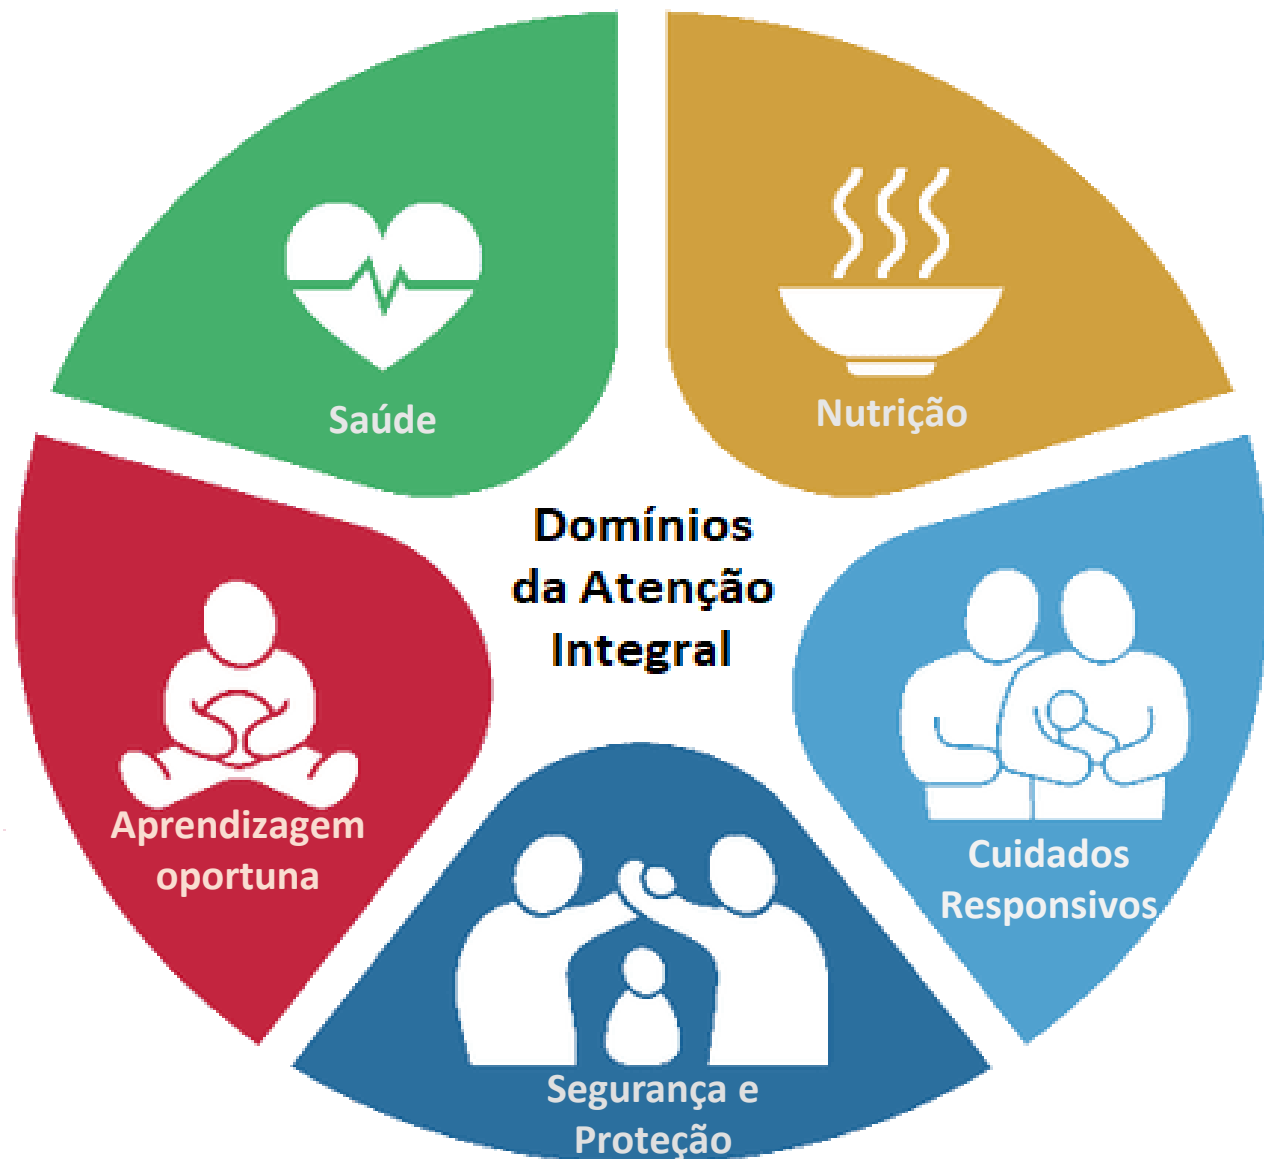 Saúde
Nutrição
Domínios
da Atenção
Integral
Aprendizagem
oportuna
Cuidados
Responsivos
Segurança e
Proteção